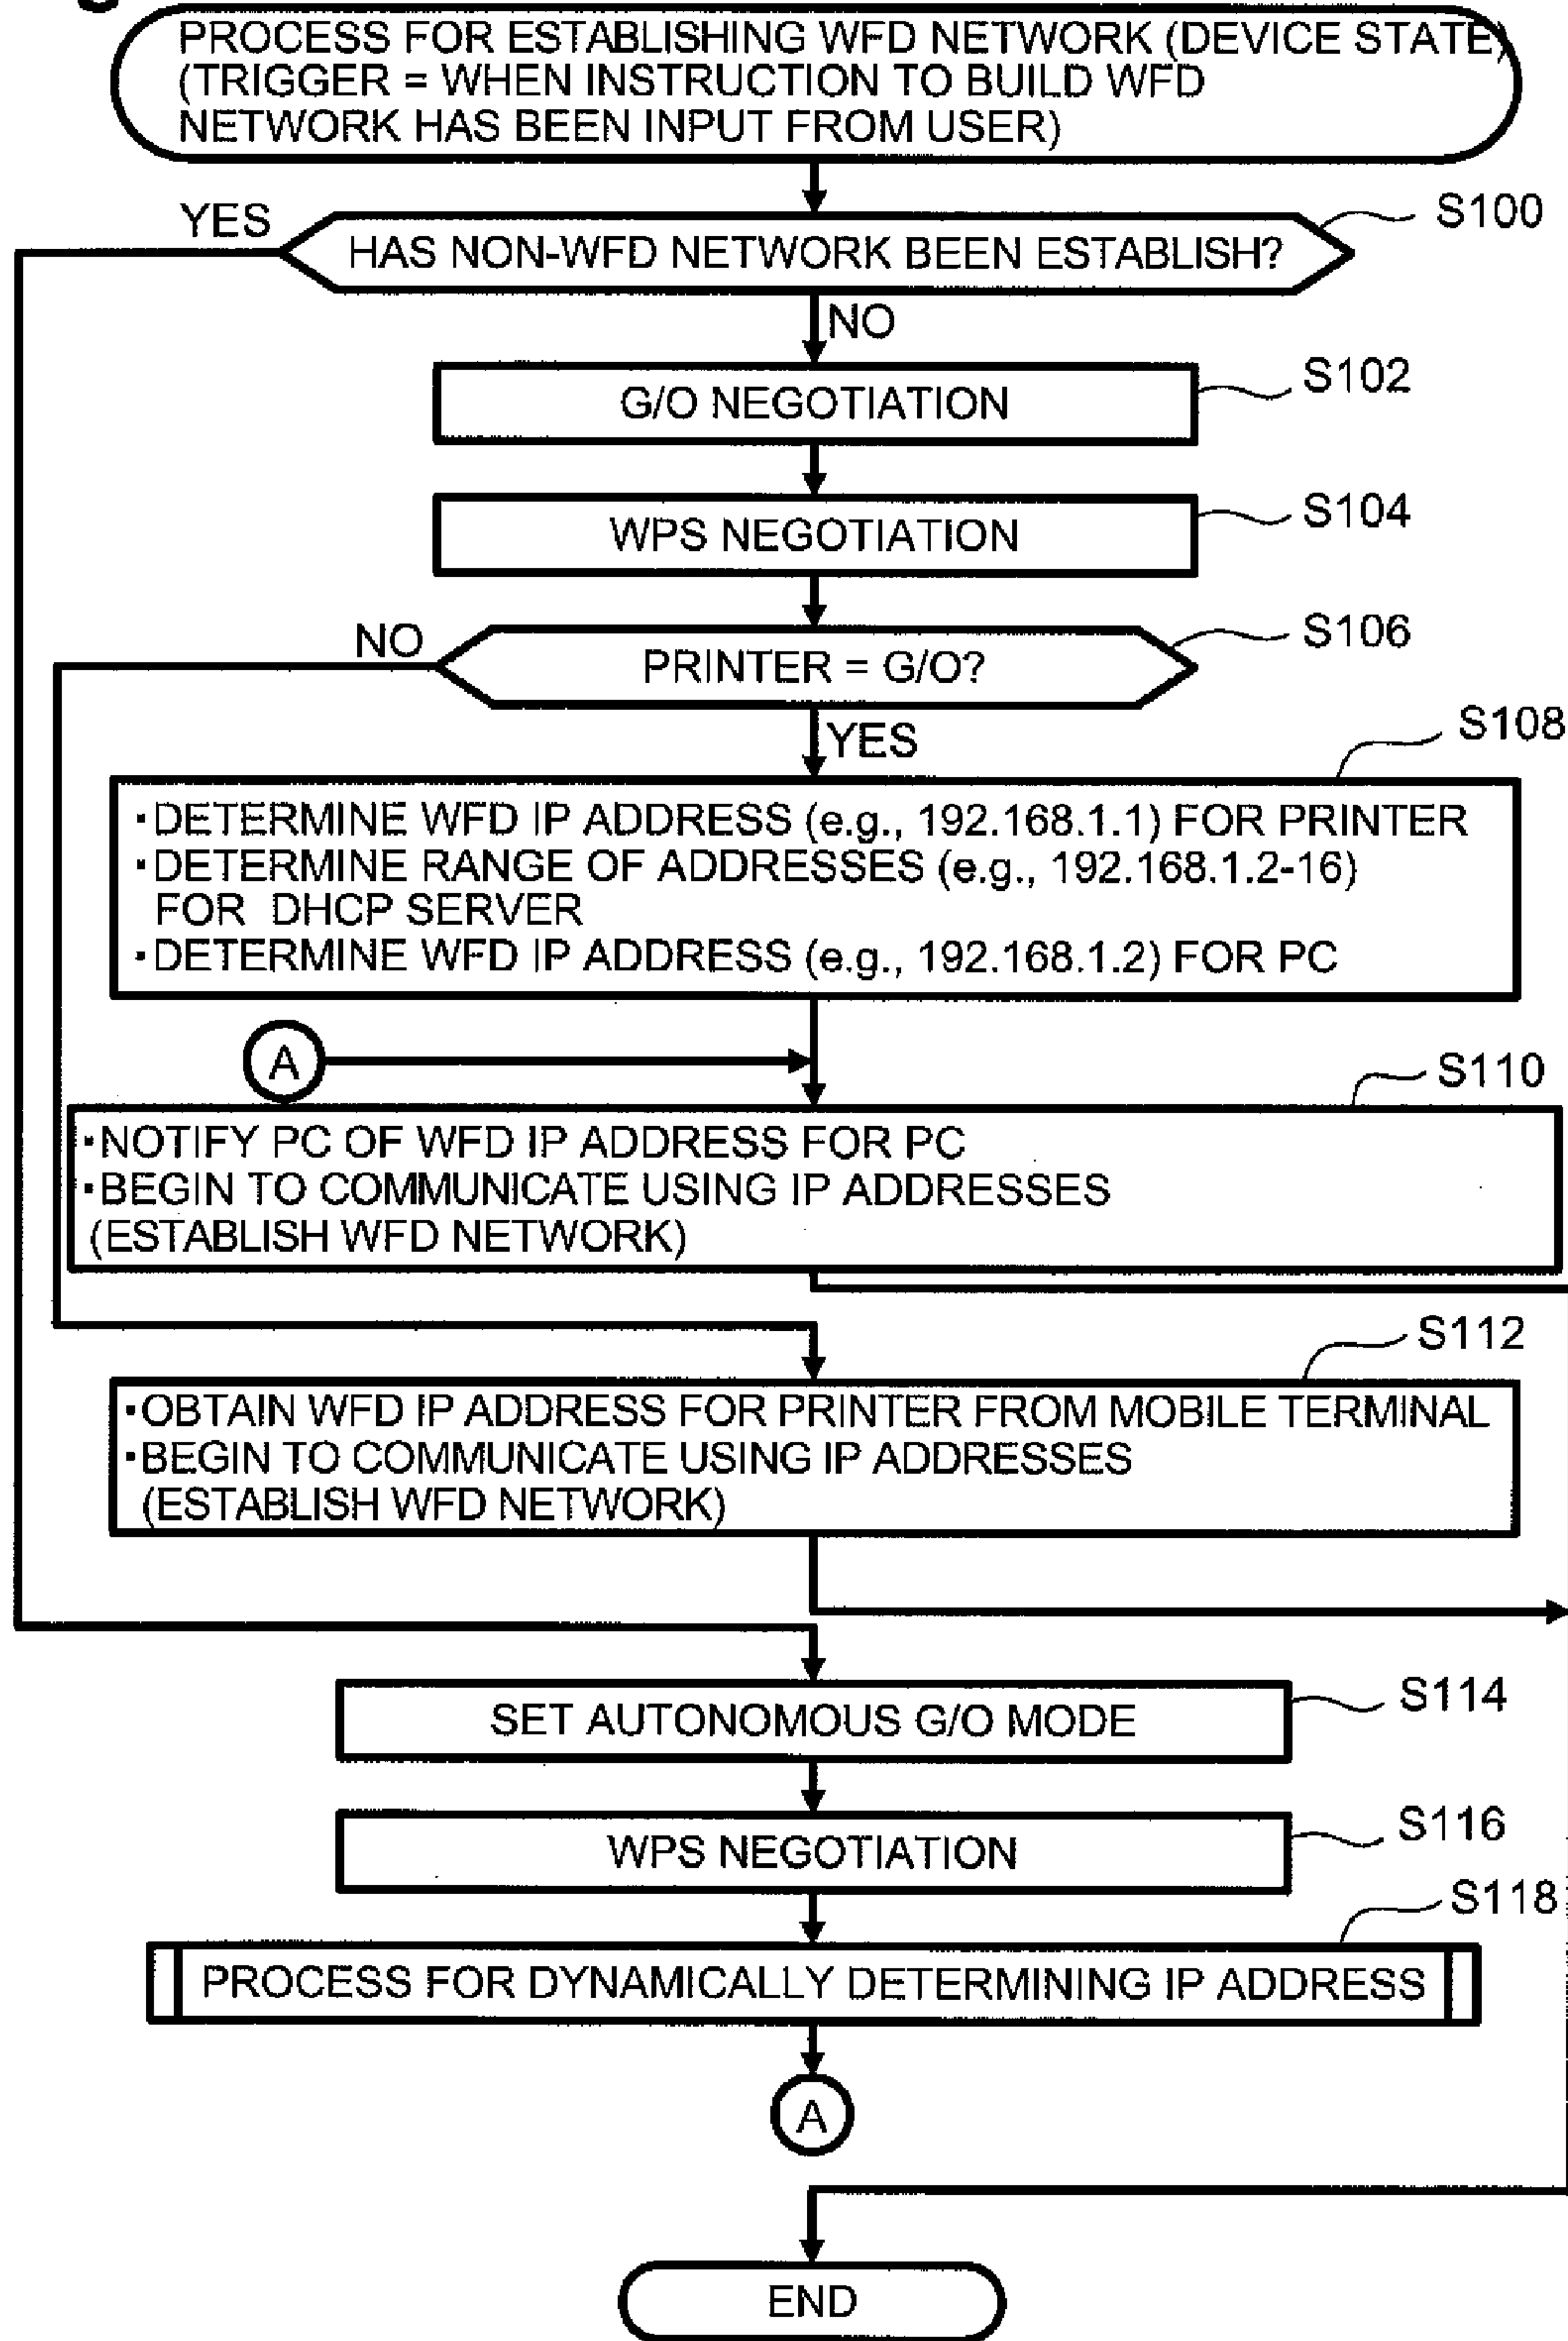 PROCESS FOR ESTABLISHING WFD NETWORK (DEVICE STATE)
(TRIGGER = WHEN INSTRUCTION TO BUILD WFD
NETWORK HAS BEEN INPUT FROM USER)
YES
S100
HAS NON-WFD NETWORK BEEN ESTABLISH?
NO
S102
G/O NEGOTIATION
S104
WPS NEGOTIATION
NO
S106
PRINTER = G/O?
YES
S108
·DETERMINE WFD IP ADDRESS (e.g., 192.168.1.1) FOR PRINTER
·DETERMINE RANGE OF ADDRESSES (e.g., 192.168.1.2-16)
FOR DHCP SERVER
·DETERMINE WFD IP ADDRESS (e.g., 192.168.1.2) FOR PC
A
S110
·NOTIFY PC OF WFD IP ADDRESS FOR PC
·BEGIN TO COMMUNICATE USING IP ADDRESSES
(ESTABLISH WFD NETWORK)
S112
·OBTAIN WFD IP ADDRESS FOR PRINTER FROM MOBILE TERMINAL
·BEGIN TO COMMUNICATE USING IP ADDRESSES
(ESTABLISH WFD NETWORK)
S114
SET AUTONOMOUS G/O MODE
S116
WPS NEGOTIATION
S118
PROCESS FOR DYNAMICALLY DETERMINING IP ADDRESS
A
END